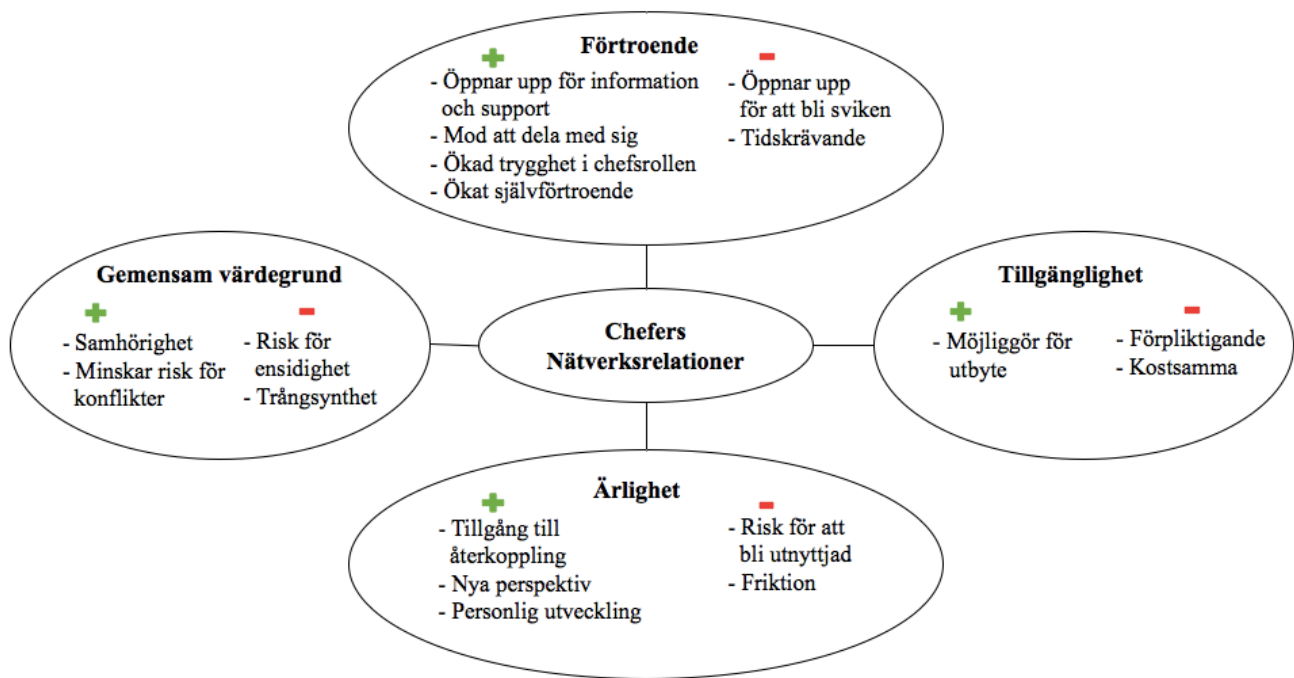 Förtroende
- Öppnar upp för information
och support
- Mod att dela med sig
- Ökad trygghet i chefsrollen
- Ökat självförtroende
- Öppnar upp
för att bli sviken
- Tidskrävande
Gemensam värdegrund
- Samhörighet
- Minskar risk för
konflikter
- Risk för
ensidighet
- Trångsynthet
Chefers
Nätverksrelationer
Tillgänglighet
- Möjliggör för
utbyte
- Förpliktigande
- Kostsamma
Ärlighet
- Tillgång till
återkoppling
- Nya perspektiv
- Personlig utveckling
- Risk för att
bli utnyttjad
- Friktion